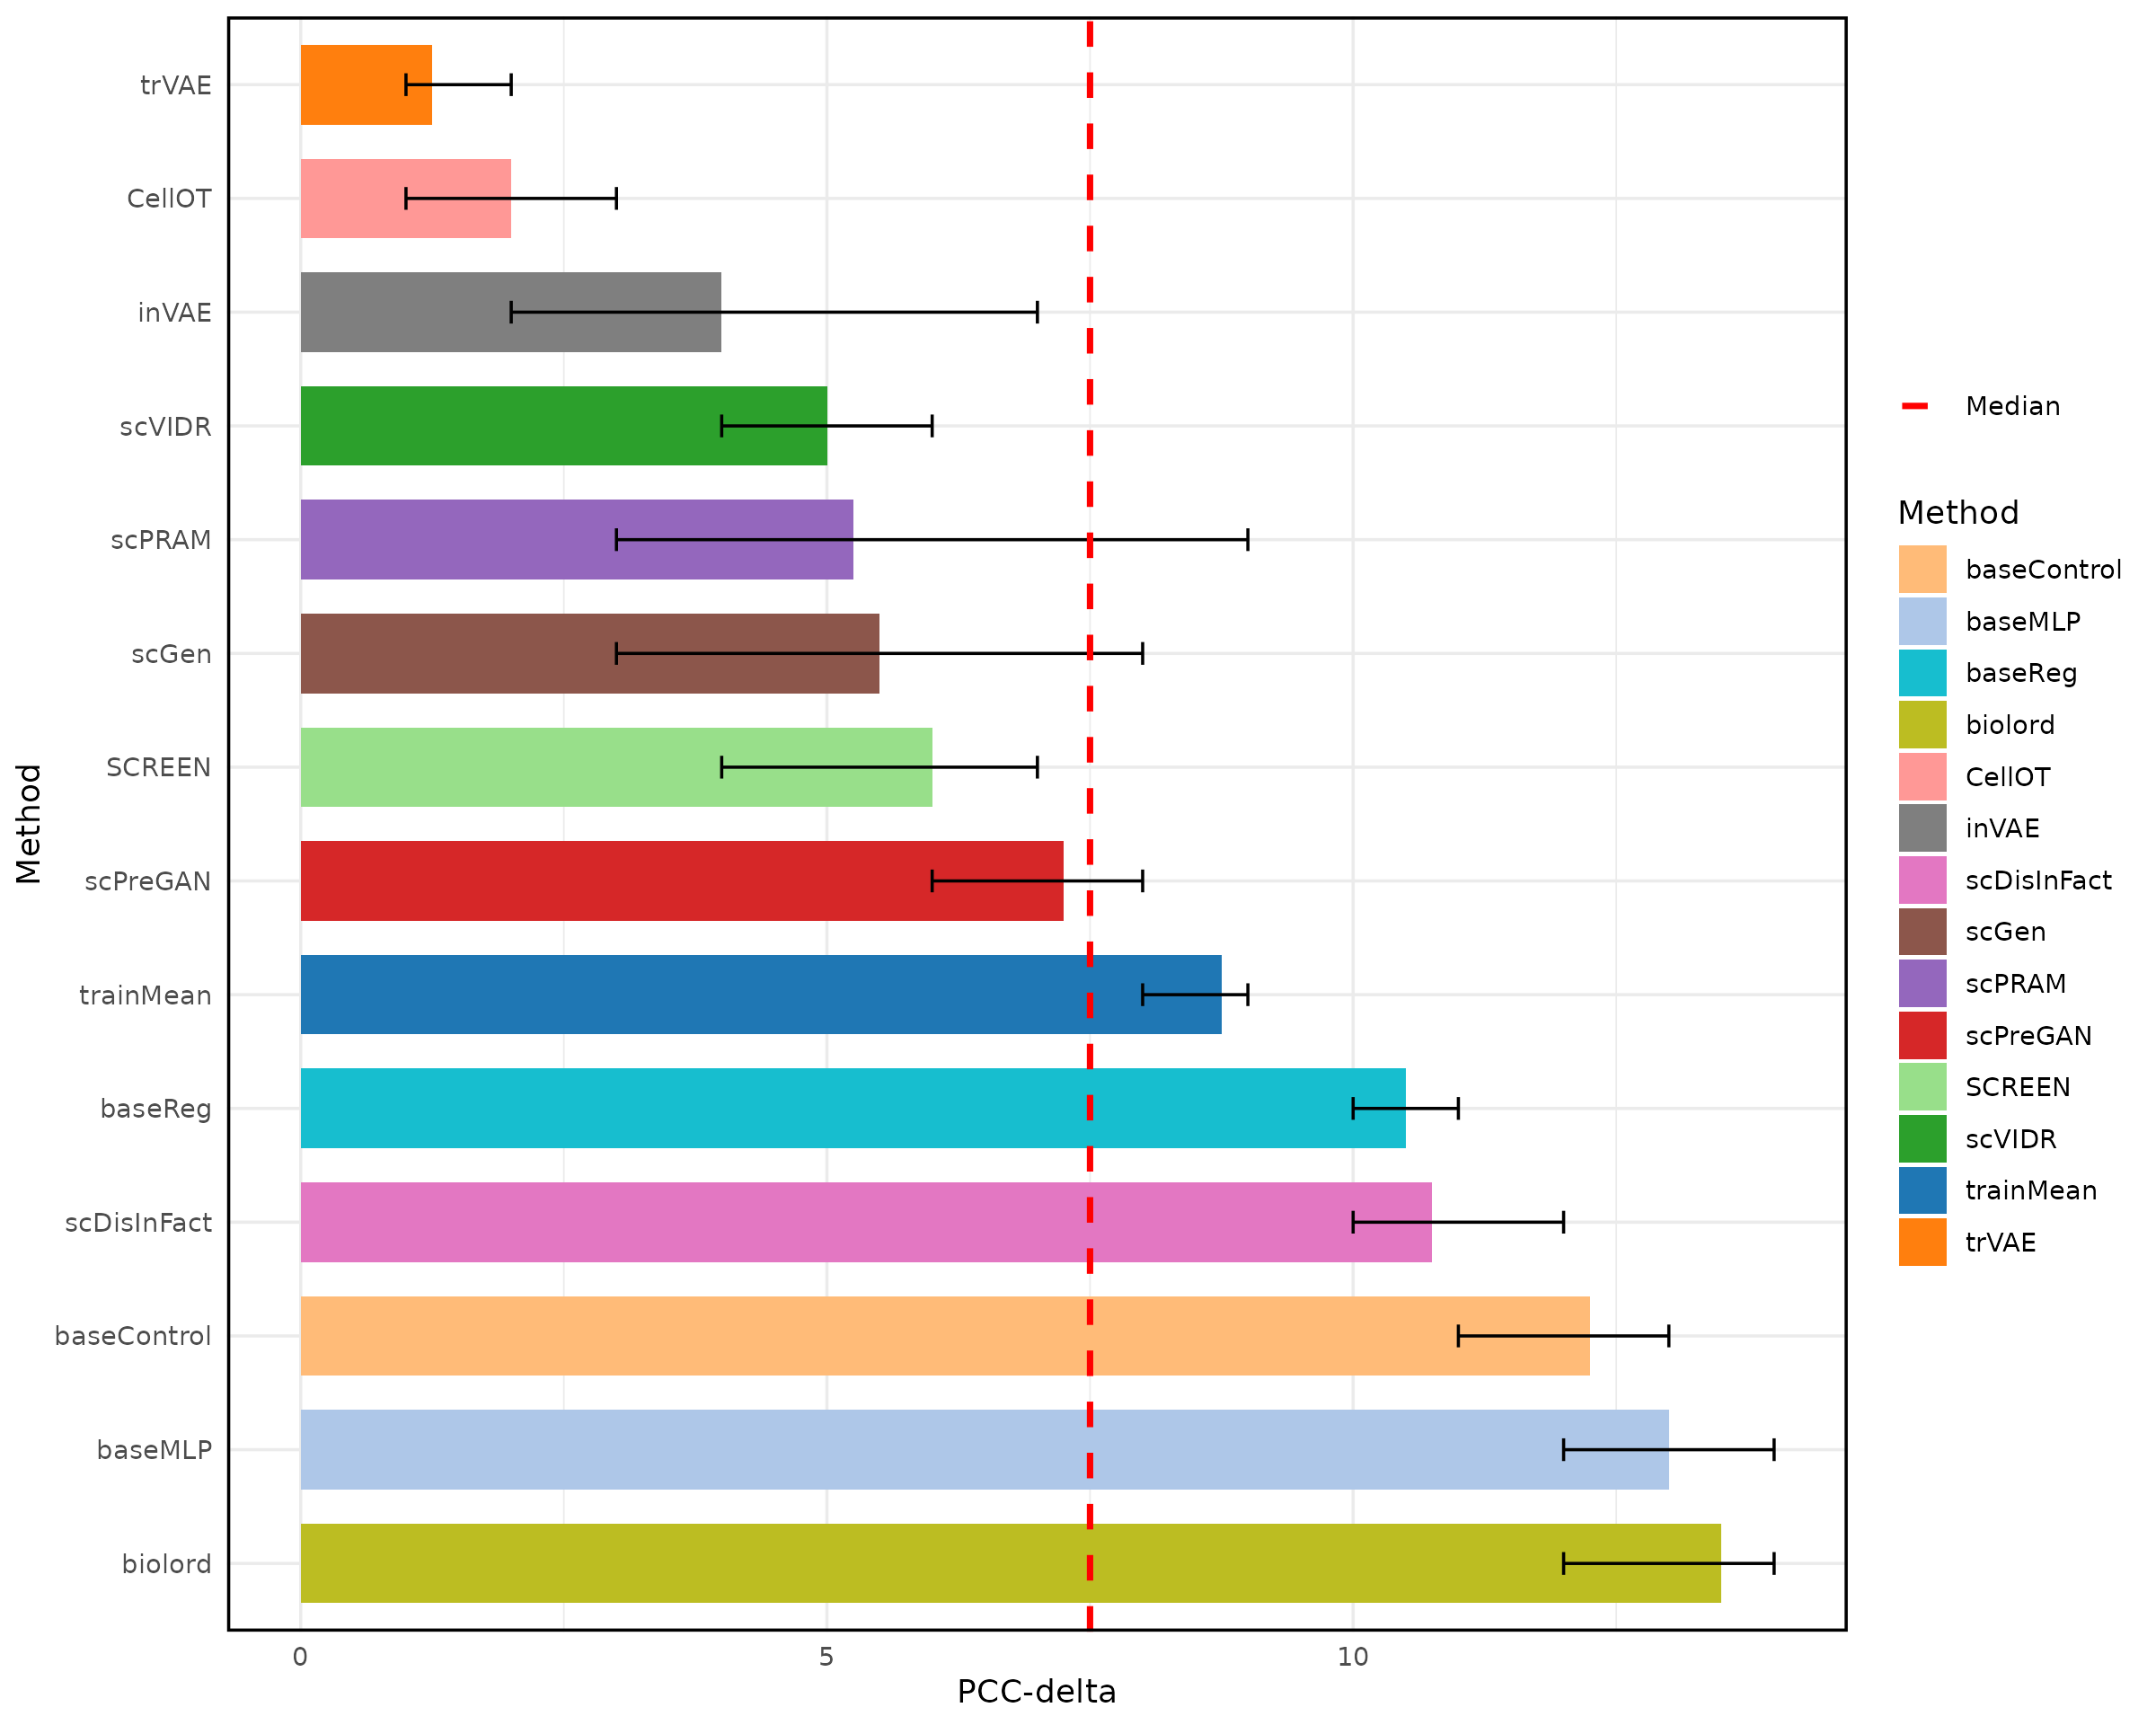 trVAE
CellOT
inVAE
scVIDR
scPRAM
scGen
SCREEN
scPreGAN
trainMean
baseReg
scDisInFact
baseControl
baseMLP
biolord
Method
0
5
10
PCC-delta
Median
Method
baseControl
baseMLP
baseReg
biolord
CellOT
inVAE
scDisInFact
scGen
scPRAM
scPreGAN
SCREEN
scVIDR
trainMean
trVAE